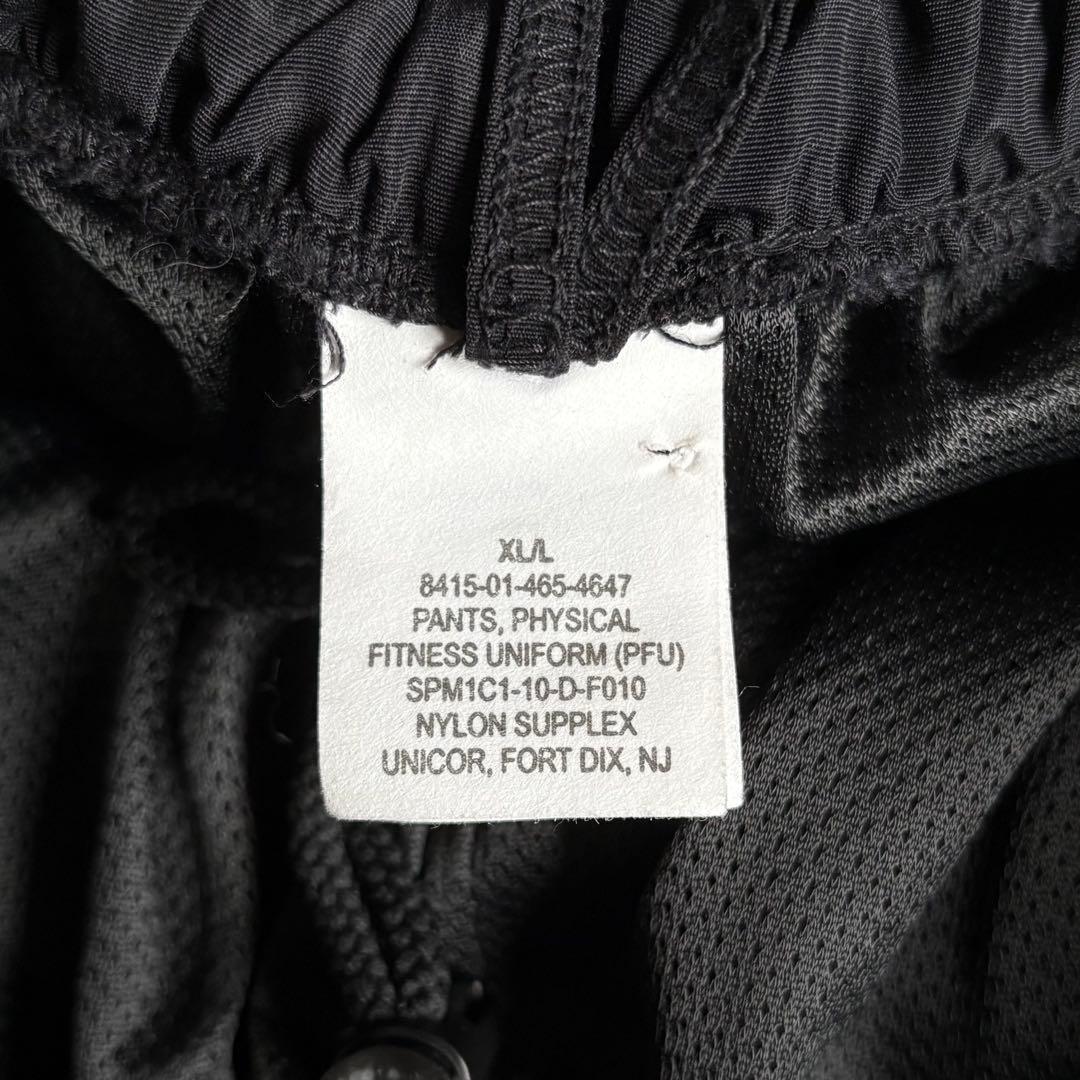 XL/L
8415-01-465-4647
PANTS, PHYSICAL
FITNESS UNIFORM (PFU)
SPM1C1-10-D-F010
NYLON SUPPLEX
UNICOR, FORT DIX, NJ